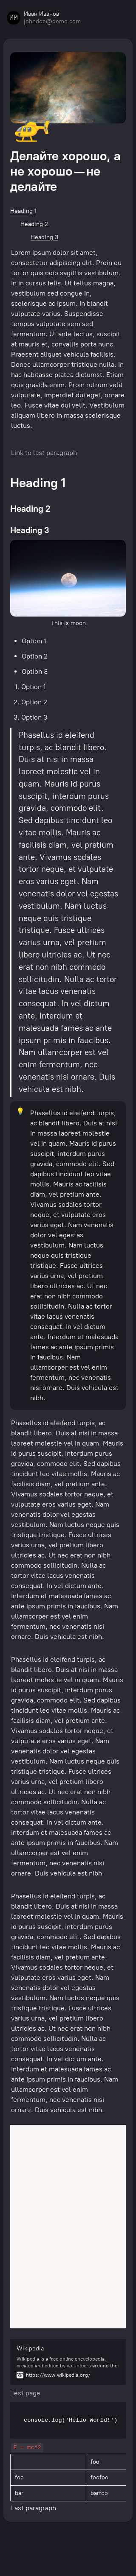 ИИ
Иван Иванов
johndoe@demo.com
Делайте хорошо, а
не хорошо — не
делайте
Heading 1
Heading 2
Heading 3
Lorem ipsum dolor sit amet,
consectetur adipiscing elit. Proin eu
tortor quis odio sagittis vestibulum.
In in cursus felis. Ut tellus magna,
vestibulum sed congue in,
scelerisque ac ipsum. In blandit
vulputate varius. Suspendisse
tempus vulputate sem sed
fermentum. Ut ante lectus, suscipit
at mauris et, convallis porta nunc.
Praesent aliquet vehicula facilisis.
Donec ullamcorper tristique nulla. In
hac habitasse platea dictumst. Etiam
quis gravida enim. Proin rutrum velit
vulputate, imperdiet dui eget, ornare
leo. Fusce vitae dui velit. Vestibulum
aliquam libero in massa scelerisque
luctus.
Link to last paragraph
Heading 1
Heading 2
Heading 3
This is moon
• Option 1
• Option 2
• Option 3
1. Option 1
2. Option 2
3. Option 3
Phasellus id eleifend
turpis, ac blandit libero.
Duis at nisi in massa
laoreet molestie vel in
quam. Mauris id purus
suscipit, interdum purus
gravida, commodo elit.
Sed dapibus tincidunt leo
vitae mollis. Mauris ac
facilisis diam, vel pretium
ante. Vivamus sodales
tortor neque, et vulputate
eros varius eget. Nam
venenatis dolor vel egestas
vestibulum. Nam luctus
neque quis tristique
tristique. Fusce ultrices
varius urna, vel pretium
libero ultricies ac. Ut nec
erat non nibh commodo
sollicitudin. Nulla ac tortor
vitae lacus venenatis
consequat. In vel dictum
ante. Interdum et
malesuada fames ac ante
ipsum primis in faucibus.
Nam ullamcorper est vel
enim fermentum, nec
venenatis nisi ornare. Duis
vehicula est nibh.
Phasellus id eleifend turpis, ac
blandit libero. Duis at nisi
in massa laoreet molestie
vel in quam. Mauris id
purus suscipit, interdum
purus gravida, commodo
elit. Sed dapibus tincidunt
leo vitae mollis. Mauris ac
facilisis diam, vel pretium
ante. Vivamus sodales
tortor neque, et vulputate
eros varius eget. Nam
venenatis dolor vel
egestas vestibulum. Nam
luctus neque quis
tristique tristique. Fusce
ultrices varius urna, vel
pretium libero ultricies ac.
Ut nec erat non nibh
commodo sollicitudin.
Nulla ac tortor vitae lacus
venenatis consequat. In
vel dictum ante. Interdum
et malesuada fames ac
ante ipsum primis in
faucibus. Nam
ullamcorper est vel enim
fermentum, nec venenatis
nisi ornare. Duis vehicula
est nibh.
Phasellus id eleifend turpis, ac
blandit libero. Duis at nisi in massa
laoreet molestie vel in quam. Mauris
id purus suscipit, interdum purus
gravida, commodo elit. Sed dapibus
tincidunt leo vitae mollis. Mauris ac
facilisis diam, vel pretium ante.
Vivamus sodales tortor neque, et
vulputate eros varius eget. Nam
venenatis dolor vel egestas
vestibulum. Nam luctus neque quis
tristique tristique. Fusce ultrices
varius urna, vel pretium libero
ultricies ac. Ut nec erat non nibh
commodo sollicitudin. Nulla ac
tortor vitae lacus venenatis
consequat. In vel dictum ante.
Interdum et malesuada fames ac
ante ipsum primis in faucibus. Nam
ullamcorper est vel enim
fermentum, nec venenatis nisi
ornare. Duis vehicula est nibh.
Phasellus id eleifend turpis, ac
blandit libero. Duis at nisi in massa
laoreet molestie vel in quam. Mauris
id purus suscipit, interdum purus
gravida, commodo elit. Sed dapibus
tincidunt leo vitae mollis. Mauris ac
facilisis diam, vel pretium ante.
Vivamus sodales tortor neque, et
vulputate eros varius eget. Nam
venenatis dolor vel egestas
vestibulum. Nam luctus neque quis
tristique tristique. Fusce ultrices
varius urna, vel pretium libero
ultricies ac. Ut nec erat non nibh
commodo sollicitudin. Nulla ac
tortor vitae lacus venenatis
consequat. In vel dictum ante.
Interdum et malesuada fames ac
ante ipsum primis in faucibus. Nam
ullamcorper est vel enim
fermentum, nec venenatis nisi
ornare. Duis vehicula est nibh.
Phasellus id eleifend turpis, ac
blandit libero. Duis at nisi in massa
laoreet molestie vel in quam. Mauris
id purus suscipit, interdum purus
gravida, commodo elit. Sed dapibus
tincidunt leo vitae mollis. Mauris ac
facilisis diam, vel pretium ante.
Vivamus sodales tortor neque, et
vulputate eros varius eget. Nam
venenatis dolor vel egestas
vestibulum. Nam luctus neque quis
tristique tristique. Fusce ultrices
varius urna, vel pretium libero
ultricies ac. Ut nec erat non nibh
commodo sollicitudin. Nulla ac
tortor vitae lacus venenatis
consequat. In vel dictum ante.
Interdum et malesuada fames ac
ante ipsum primis in faucibus. Nam
ullamcorper est vel enim
fermentum, nec venenatis nisi
ornare. Duis vehicula est nibh.
Wikipedia
Wikipedia is a free online encyclopedia,
created and edited by volunteers around the
W https://www.wikipedia.org/
Test page
console.log('Hello World!')
E = mc^2
foo
foo foofoo
bar barfoo
Last paragraph